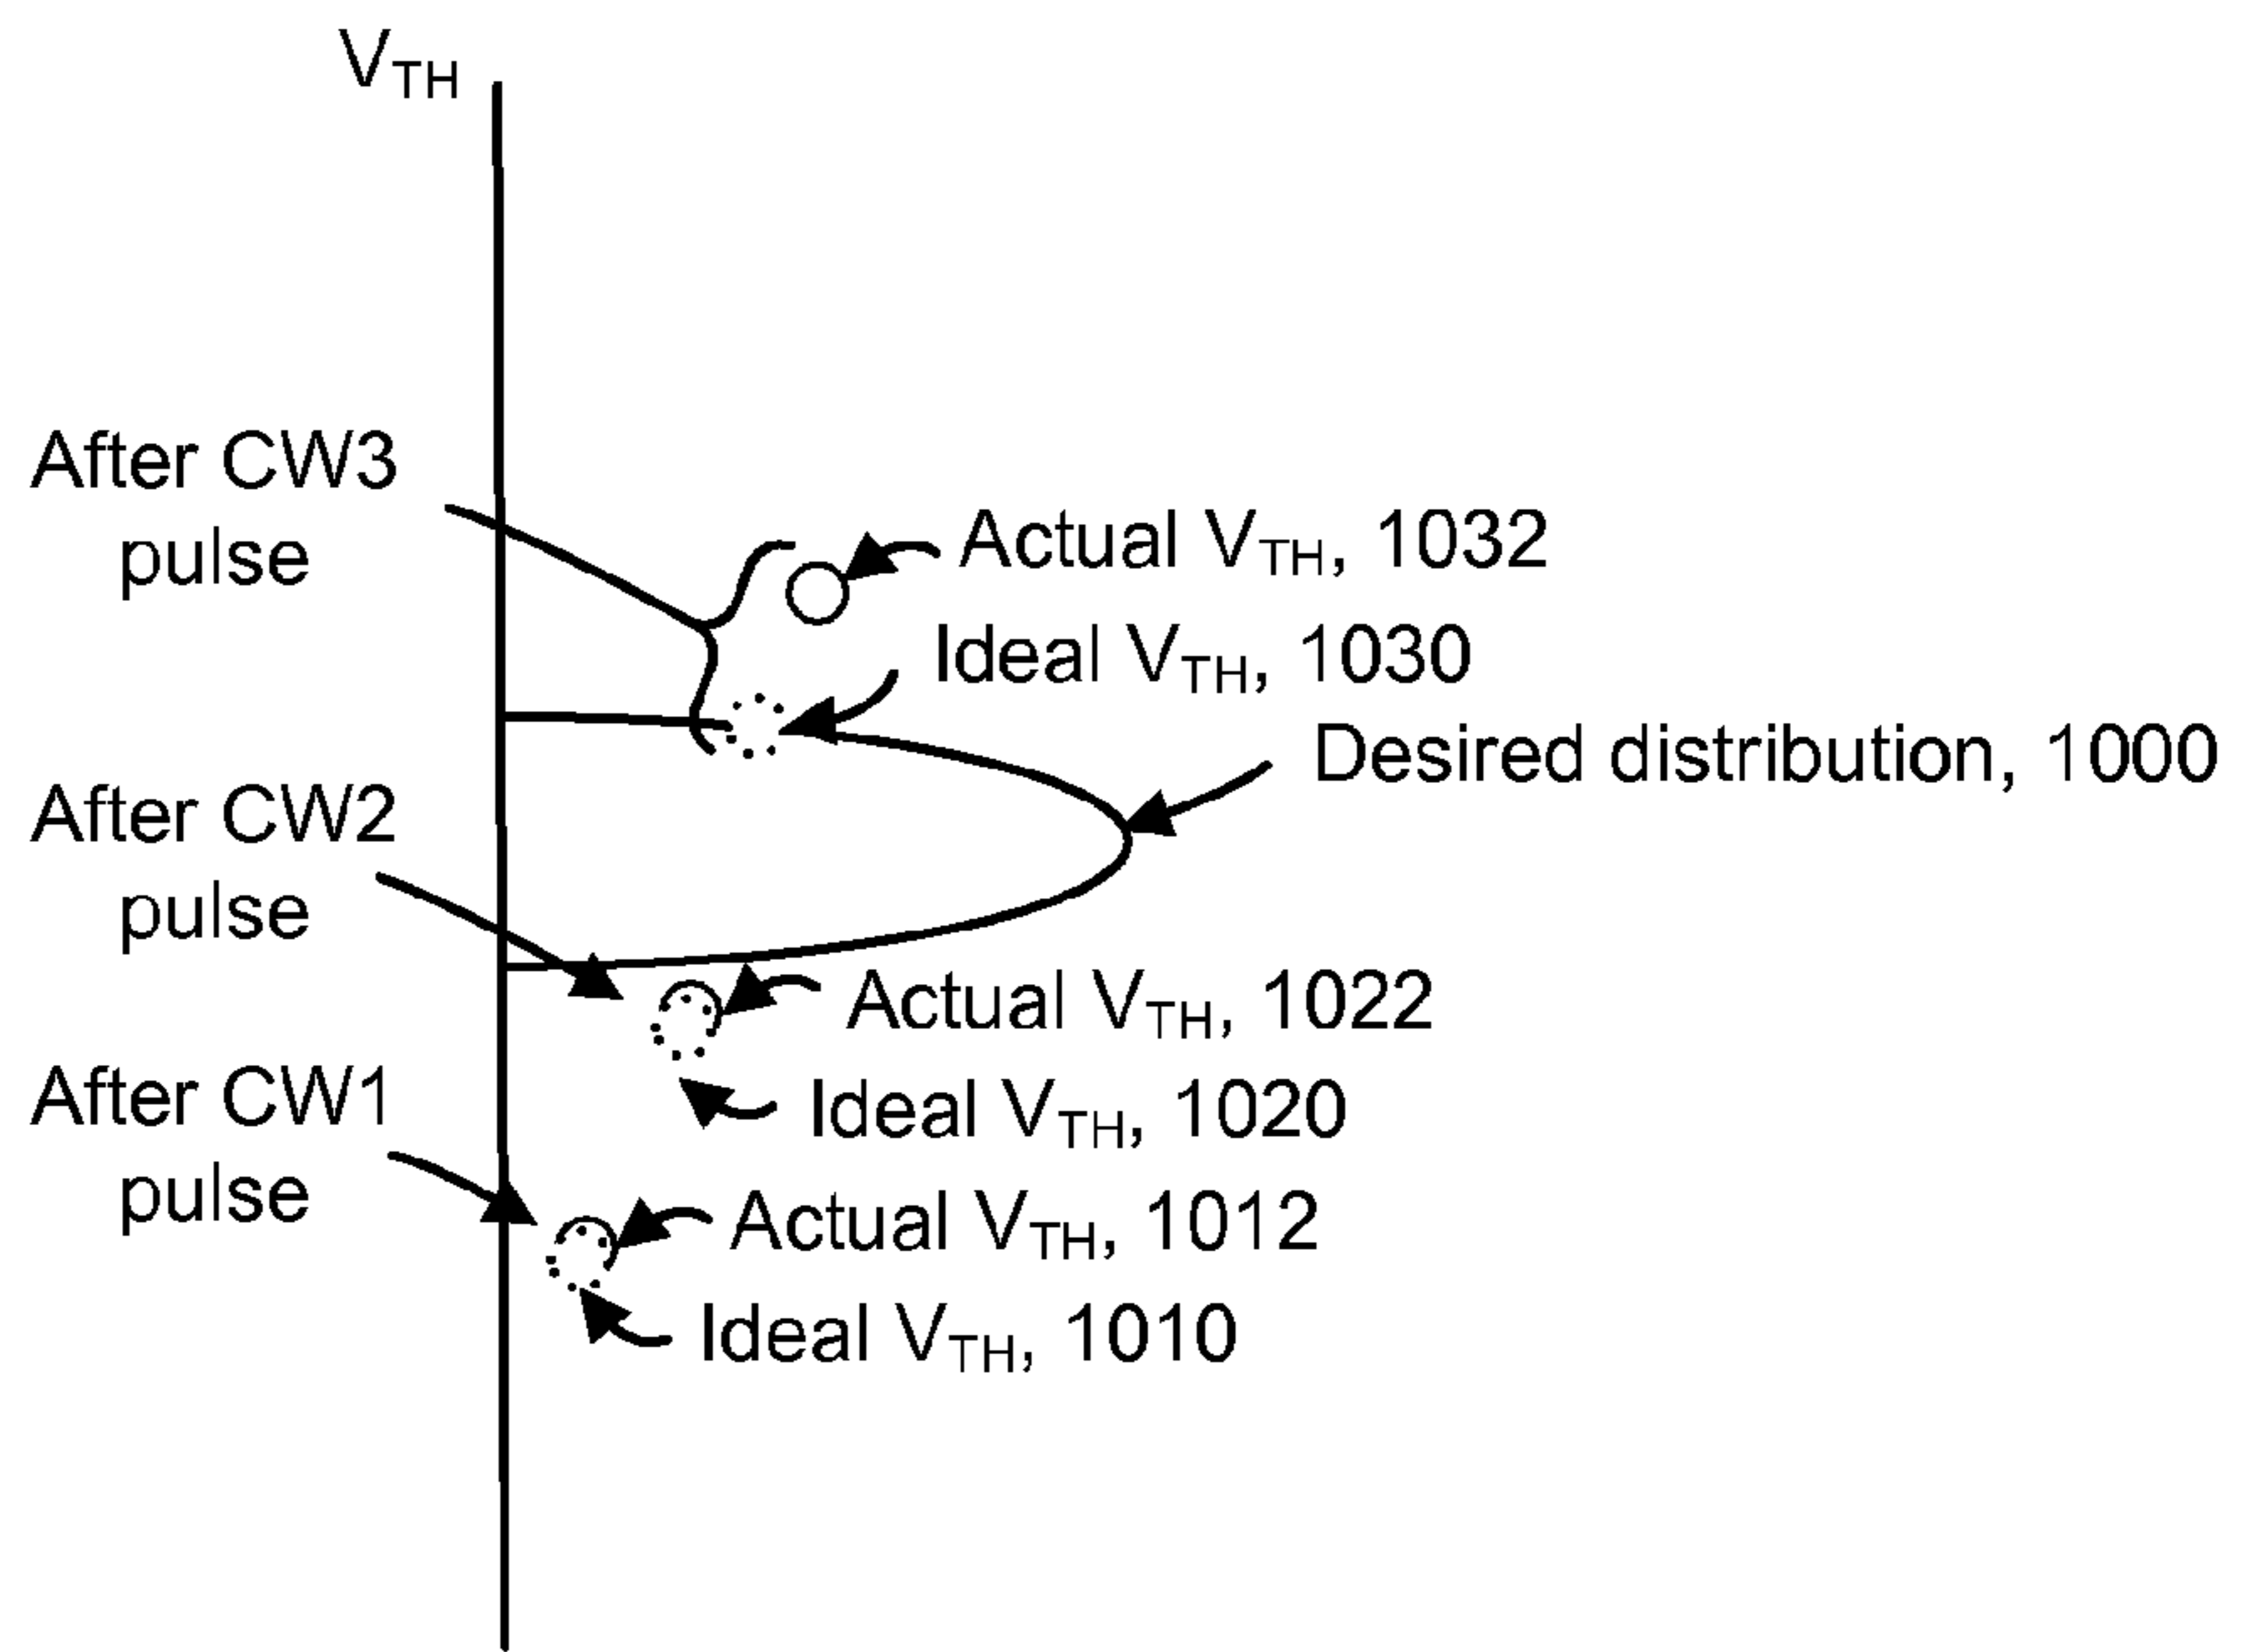 VTH
After CW3
pulse
Actual VTH, 1032
Ideal VTH, 1030
Desired distribution, 1000
After CW2
pulse
Actual VTH, 1022
Ideal VTH, 1020
After CW1
pulse
Actual VTH, 1012
Ideal VTH, 1010